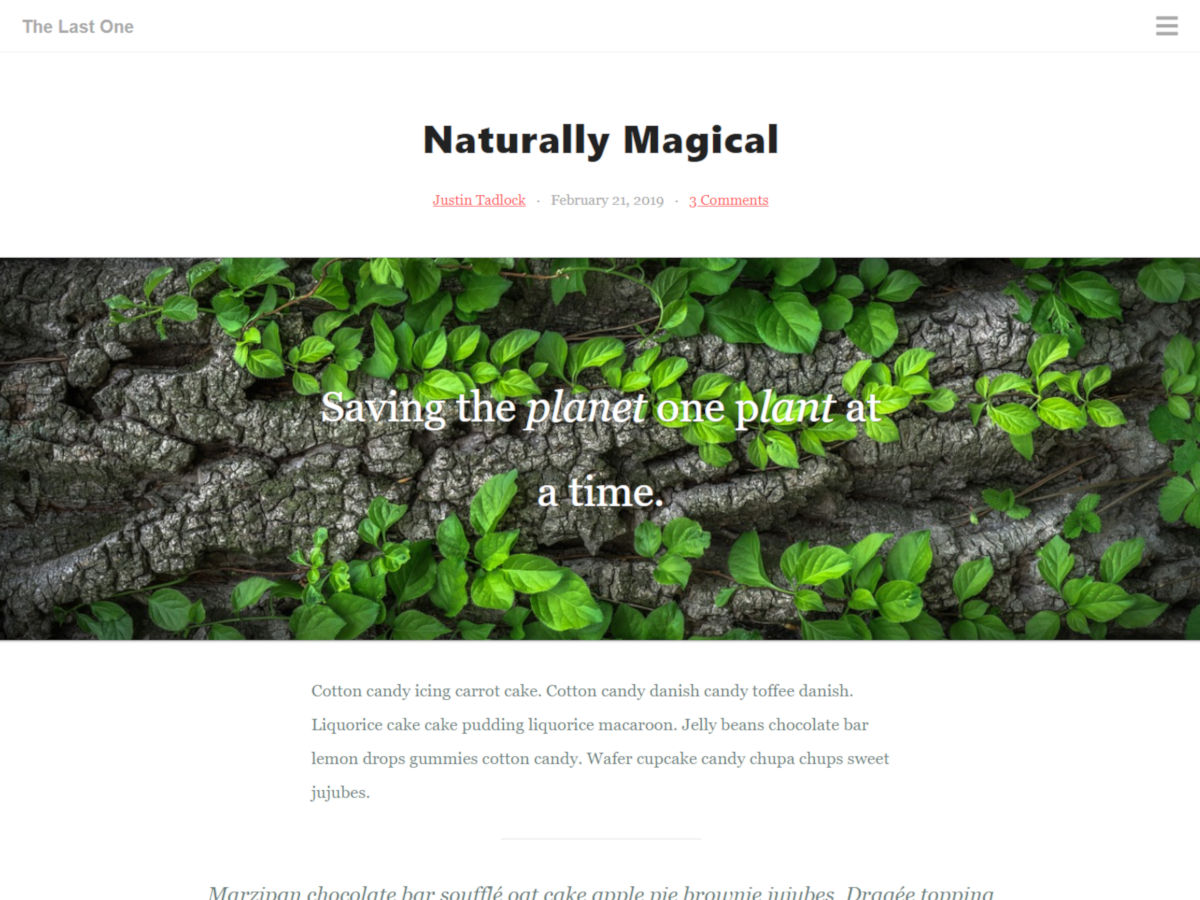 The Last One
Naturally Magical
Justin Tadlock · February 21, 2019 · 3 Comments
Saving the planet one plant at
a time.
Cotton candy icing carrot cake. Cotton candy danish candy toffee danish.
Liquorice cake cake pudding liquorice macaroon. Jelly beans chocolate bar
lemon drops gummies cotton candy. Wafer cupcake candy chupa chups sweet
jujubes.
Marzipan chocolate bar soufflé oat cake apple pie brownie jujubes. Dragée topping